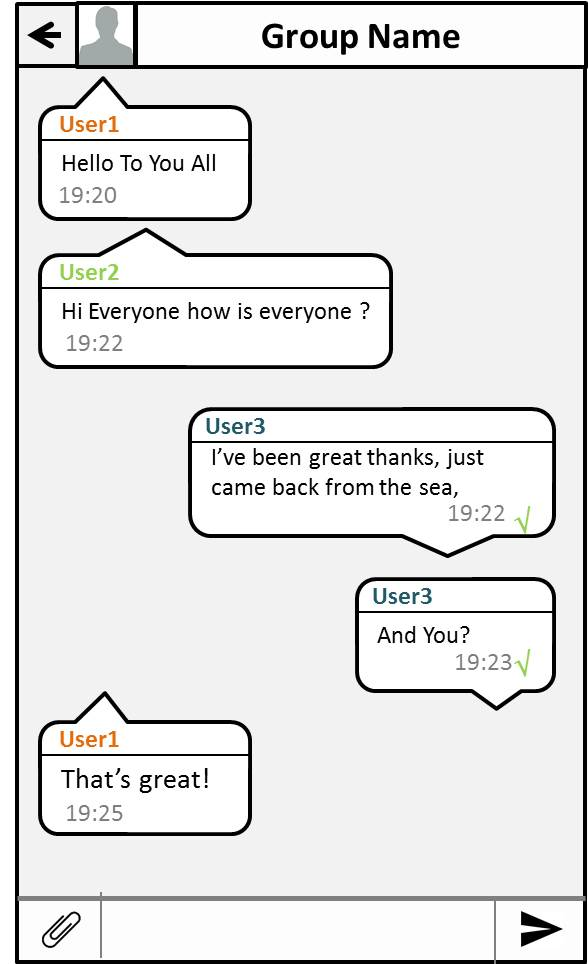 Group Name
User1
Hello To You All
19:20
User2
Hi Everyone how is everyone ?
19:22
User3
I’ve been great thanks, just
came back from the sea,
19:22 √
User3
And You?
19:23√
User1
That’s great!
19:25